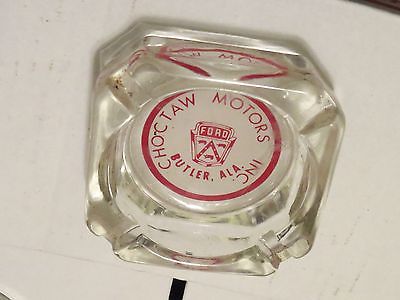 CHOCTAW MOTORS INC.
FORD
BUTLER, ALA.